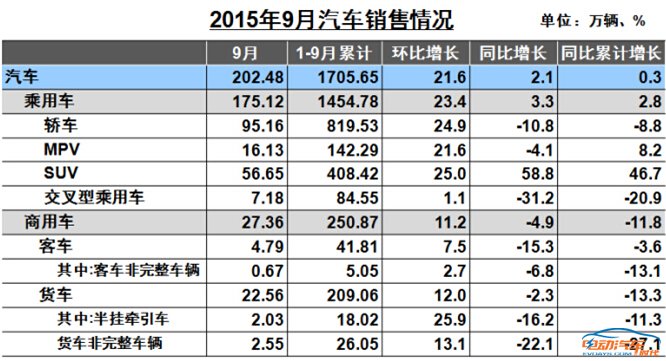 2015年9月汽车销售情况 单位：万辆、%
9月 1-9月累计 环比增长 同比增长 同比累计增长
汽车 202.48 1705.65 21.6 2.1 0.3
乘用车 175.12 1454.78 23.4 3.3 2.8
轿车 95.16 819.53 24.9 -10.8 -8.8
MPV 16.13 142.29 21.6 -4.1 8.2
SUV 56.65 408.42 25.0 58.8 46.7
交叉型乘用车 7.18 84.55 1.1 -31.2 -20.9
商用车 27.36 250.87 11.2 -4.9 -11.8
客车 4.79 41.81 7.5 -15.3 -3.6
其中:客车非完整车辆 0.67 5.05 2.7 -6.8 -13.1
货车 22.56 209.06 12.0 -2.3 -13.3
其中:半挂牵引车 2.03 18.02 25.9 -16.2 -11.3
货车非完整车辆 2.55 26.05 13.1 -22.1 -27.1
电动汽车